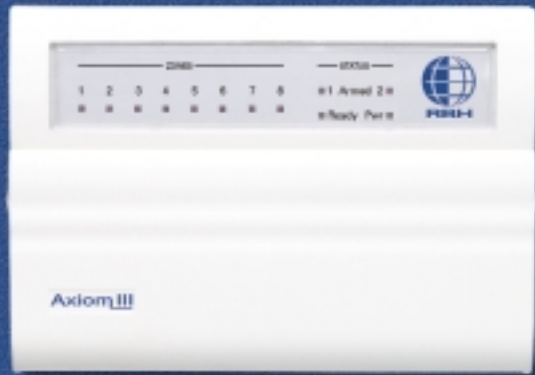 ZONES
STATUS
1 2 3 4 5 6 7 8
1 Armed 2
Ready Pwr
RBH
Axiom III